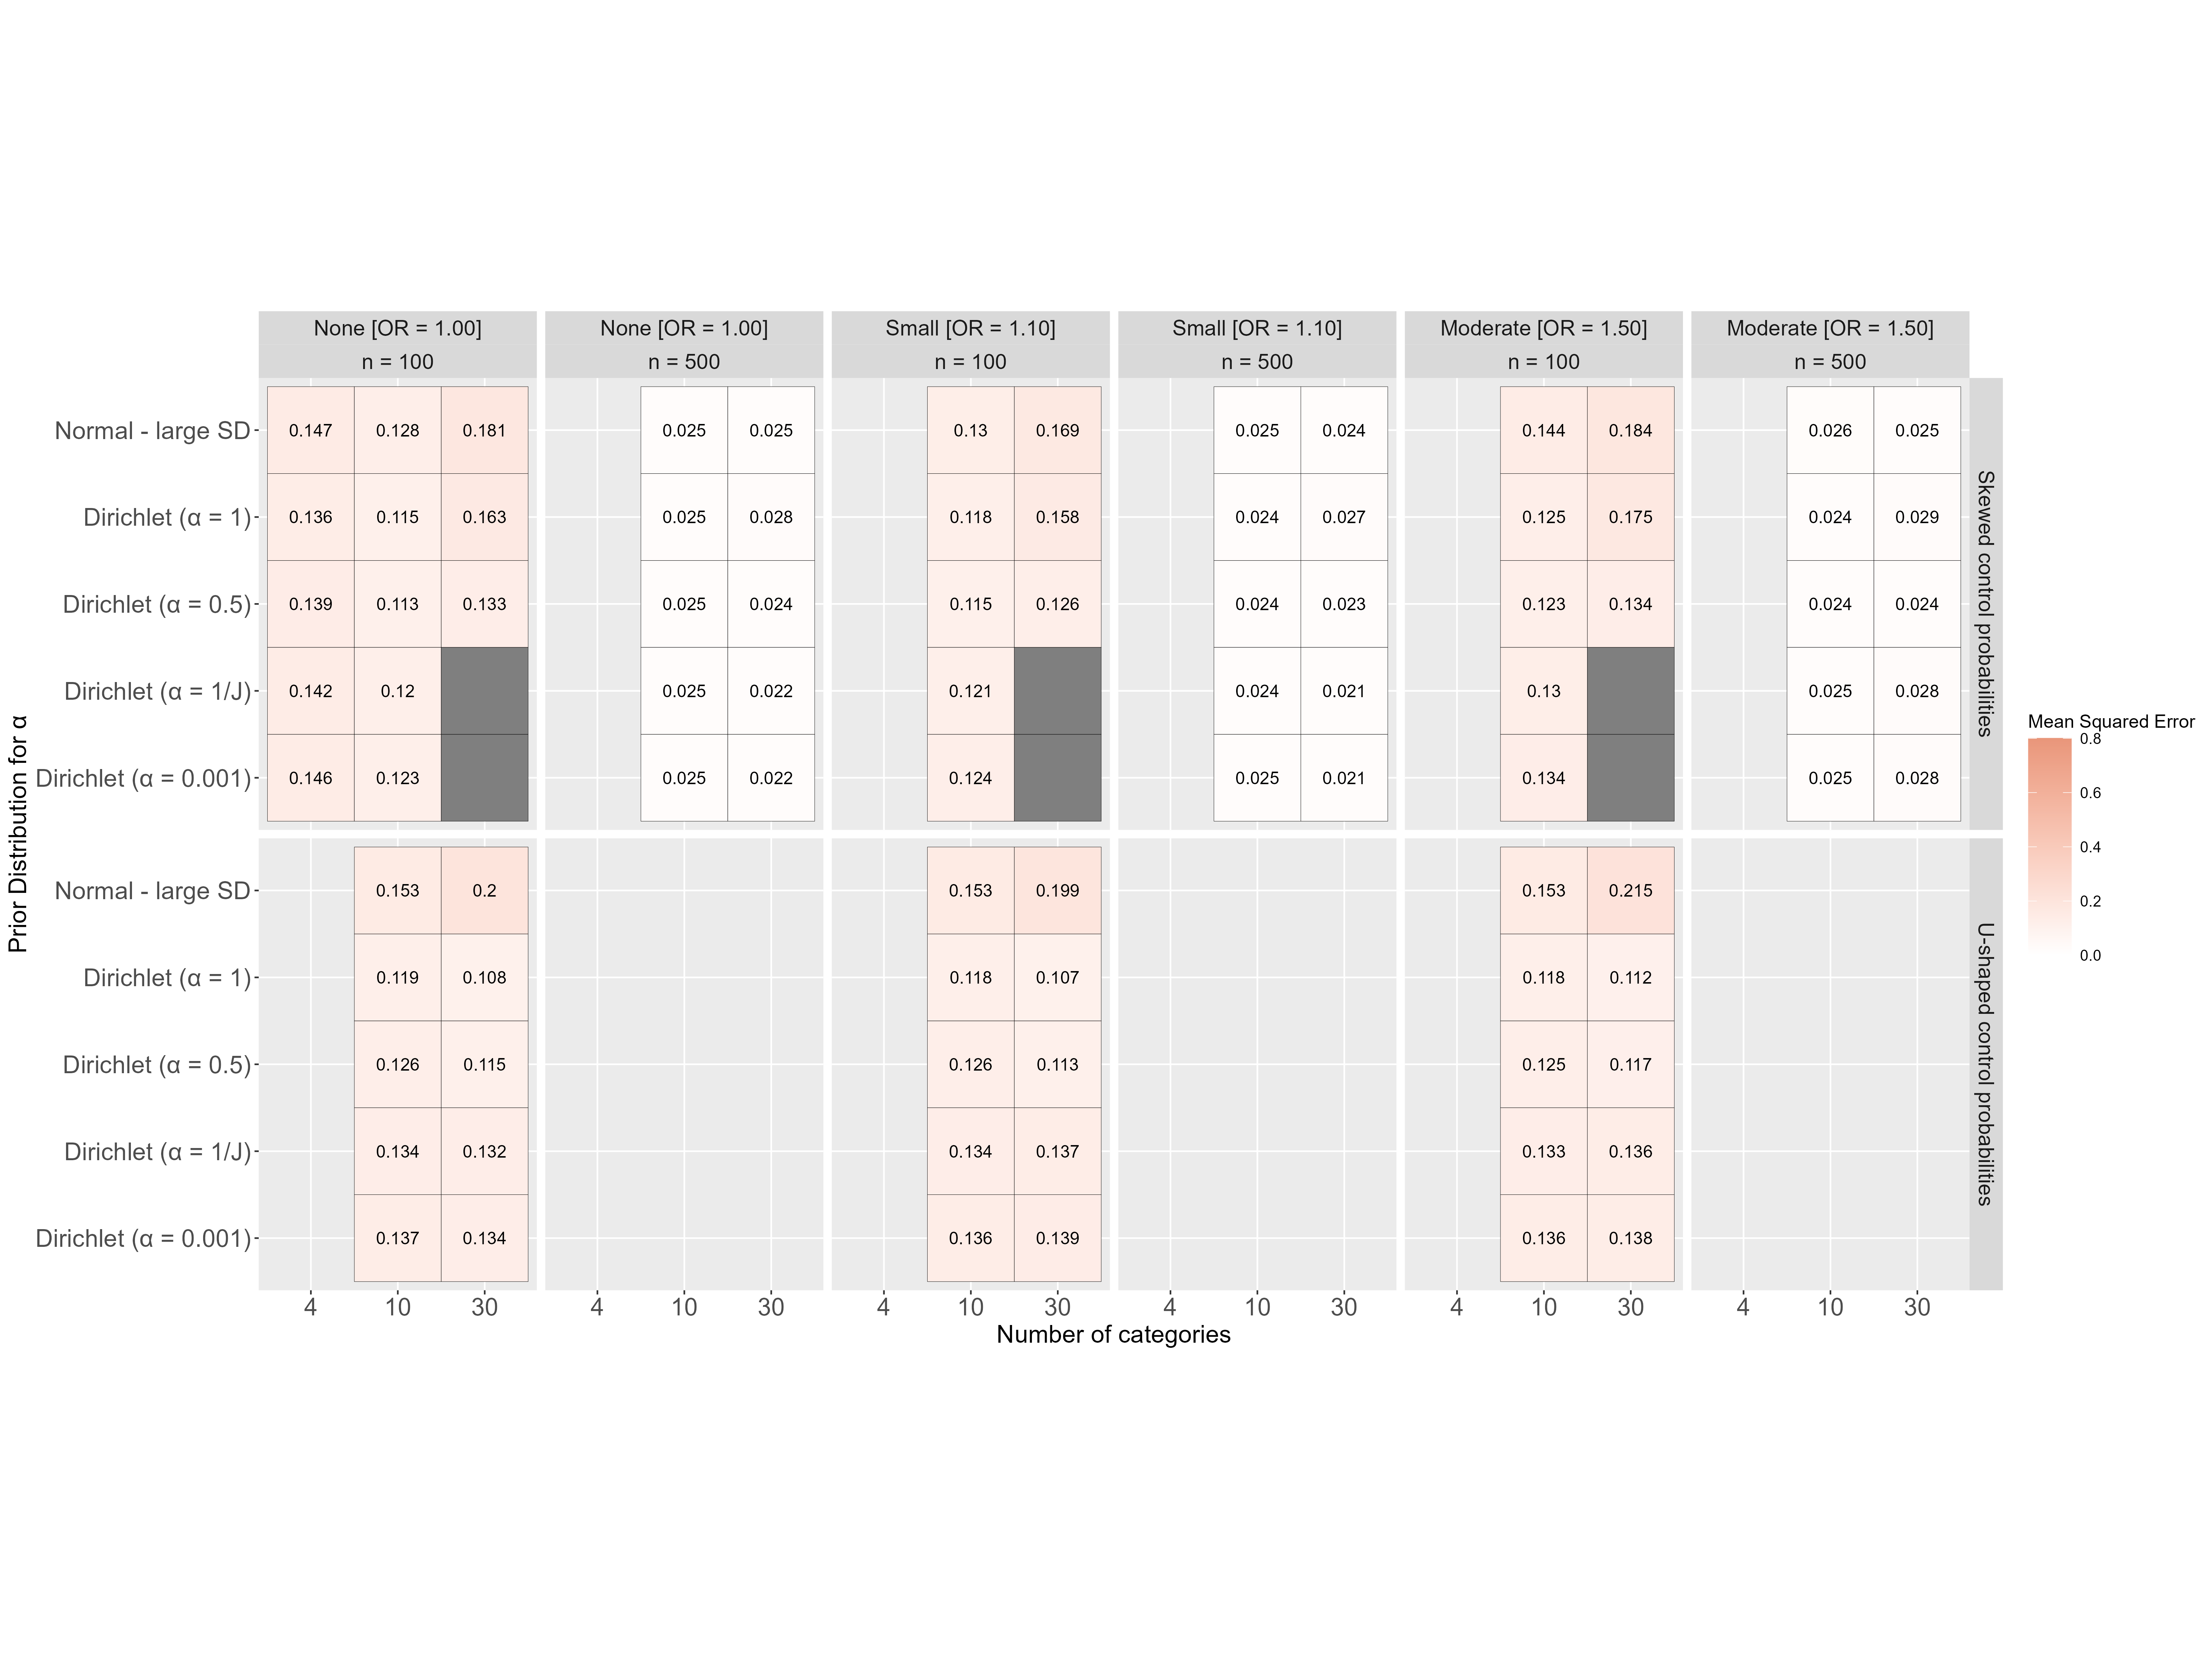 None [OR = 1.00] None [OR = 1.00] Small [OR = 1.10] Small [OR = 1.10] Moderate [OR = 1.50] Moderate [OR = 1.50]
n = 100 n = 500 n = 100 n = 500 n = 100 n = 500
Normal - large SD 0.147 0.128 0.181 0.025 0.025 0.13 0.169 0.025 0.024 0.144 0.184 0.026 0.025
Dirichlet (α = 1) 0.136 0.115 0.163 0.025 0.028 0.118 0.158 0.024 0.027 0.125 0.175 0.024 0.029
Dirichlet (α = 0.5) 0.139 0.113 0.133 0.025 0.024 0.115 0.126 0.024 0.023 0.123 0.134 0.024 0.024
Dirichlet (α = 1/J) 0.142 0.12 0.025 0.022 0.121 0.024 0.021 0.13 0.025 0.028
Dirichlet (α = 0.001) 0.146 0.123 0.025 0.022 0.124 0.025 0.021 0.134 0.025 0.028
Skewed control probabilities
Normal - large SD 0.153 0.2 0.153 0.199 0.153 0.215
Dirichlet (α = 1) 0.119 0.108 0.118 0.107 0.118 0.112
Dirichlet (α = 0.5) 0.126 0.115 0.126 0.113 0.125 0.117
Dirichlet (α = 1/J) 0.134 0.132 0.134 0.137 0.133 0.136
Dirichlet (α = 0.001) 0.137 0.134 0.136 0.139 0.136 0.138
U-shaped control probabilities
4 10 30 4 10 30 4 10 30 4 10 30 4 10 30 4 10 30
Number of categories
Prior Distribution for α
Mean Squared Error
0.8
0.6
0.4
0.2
0.0